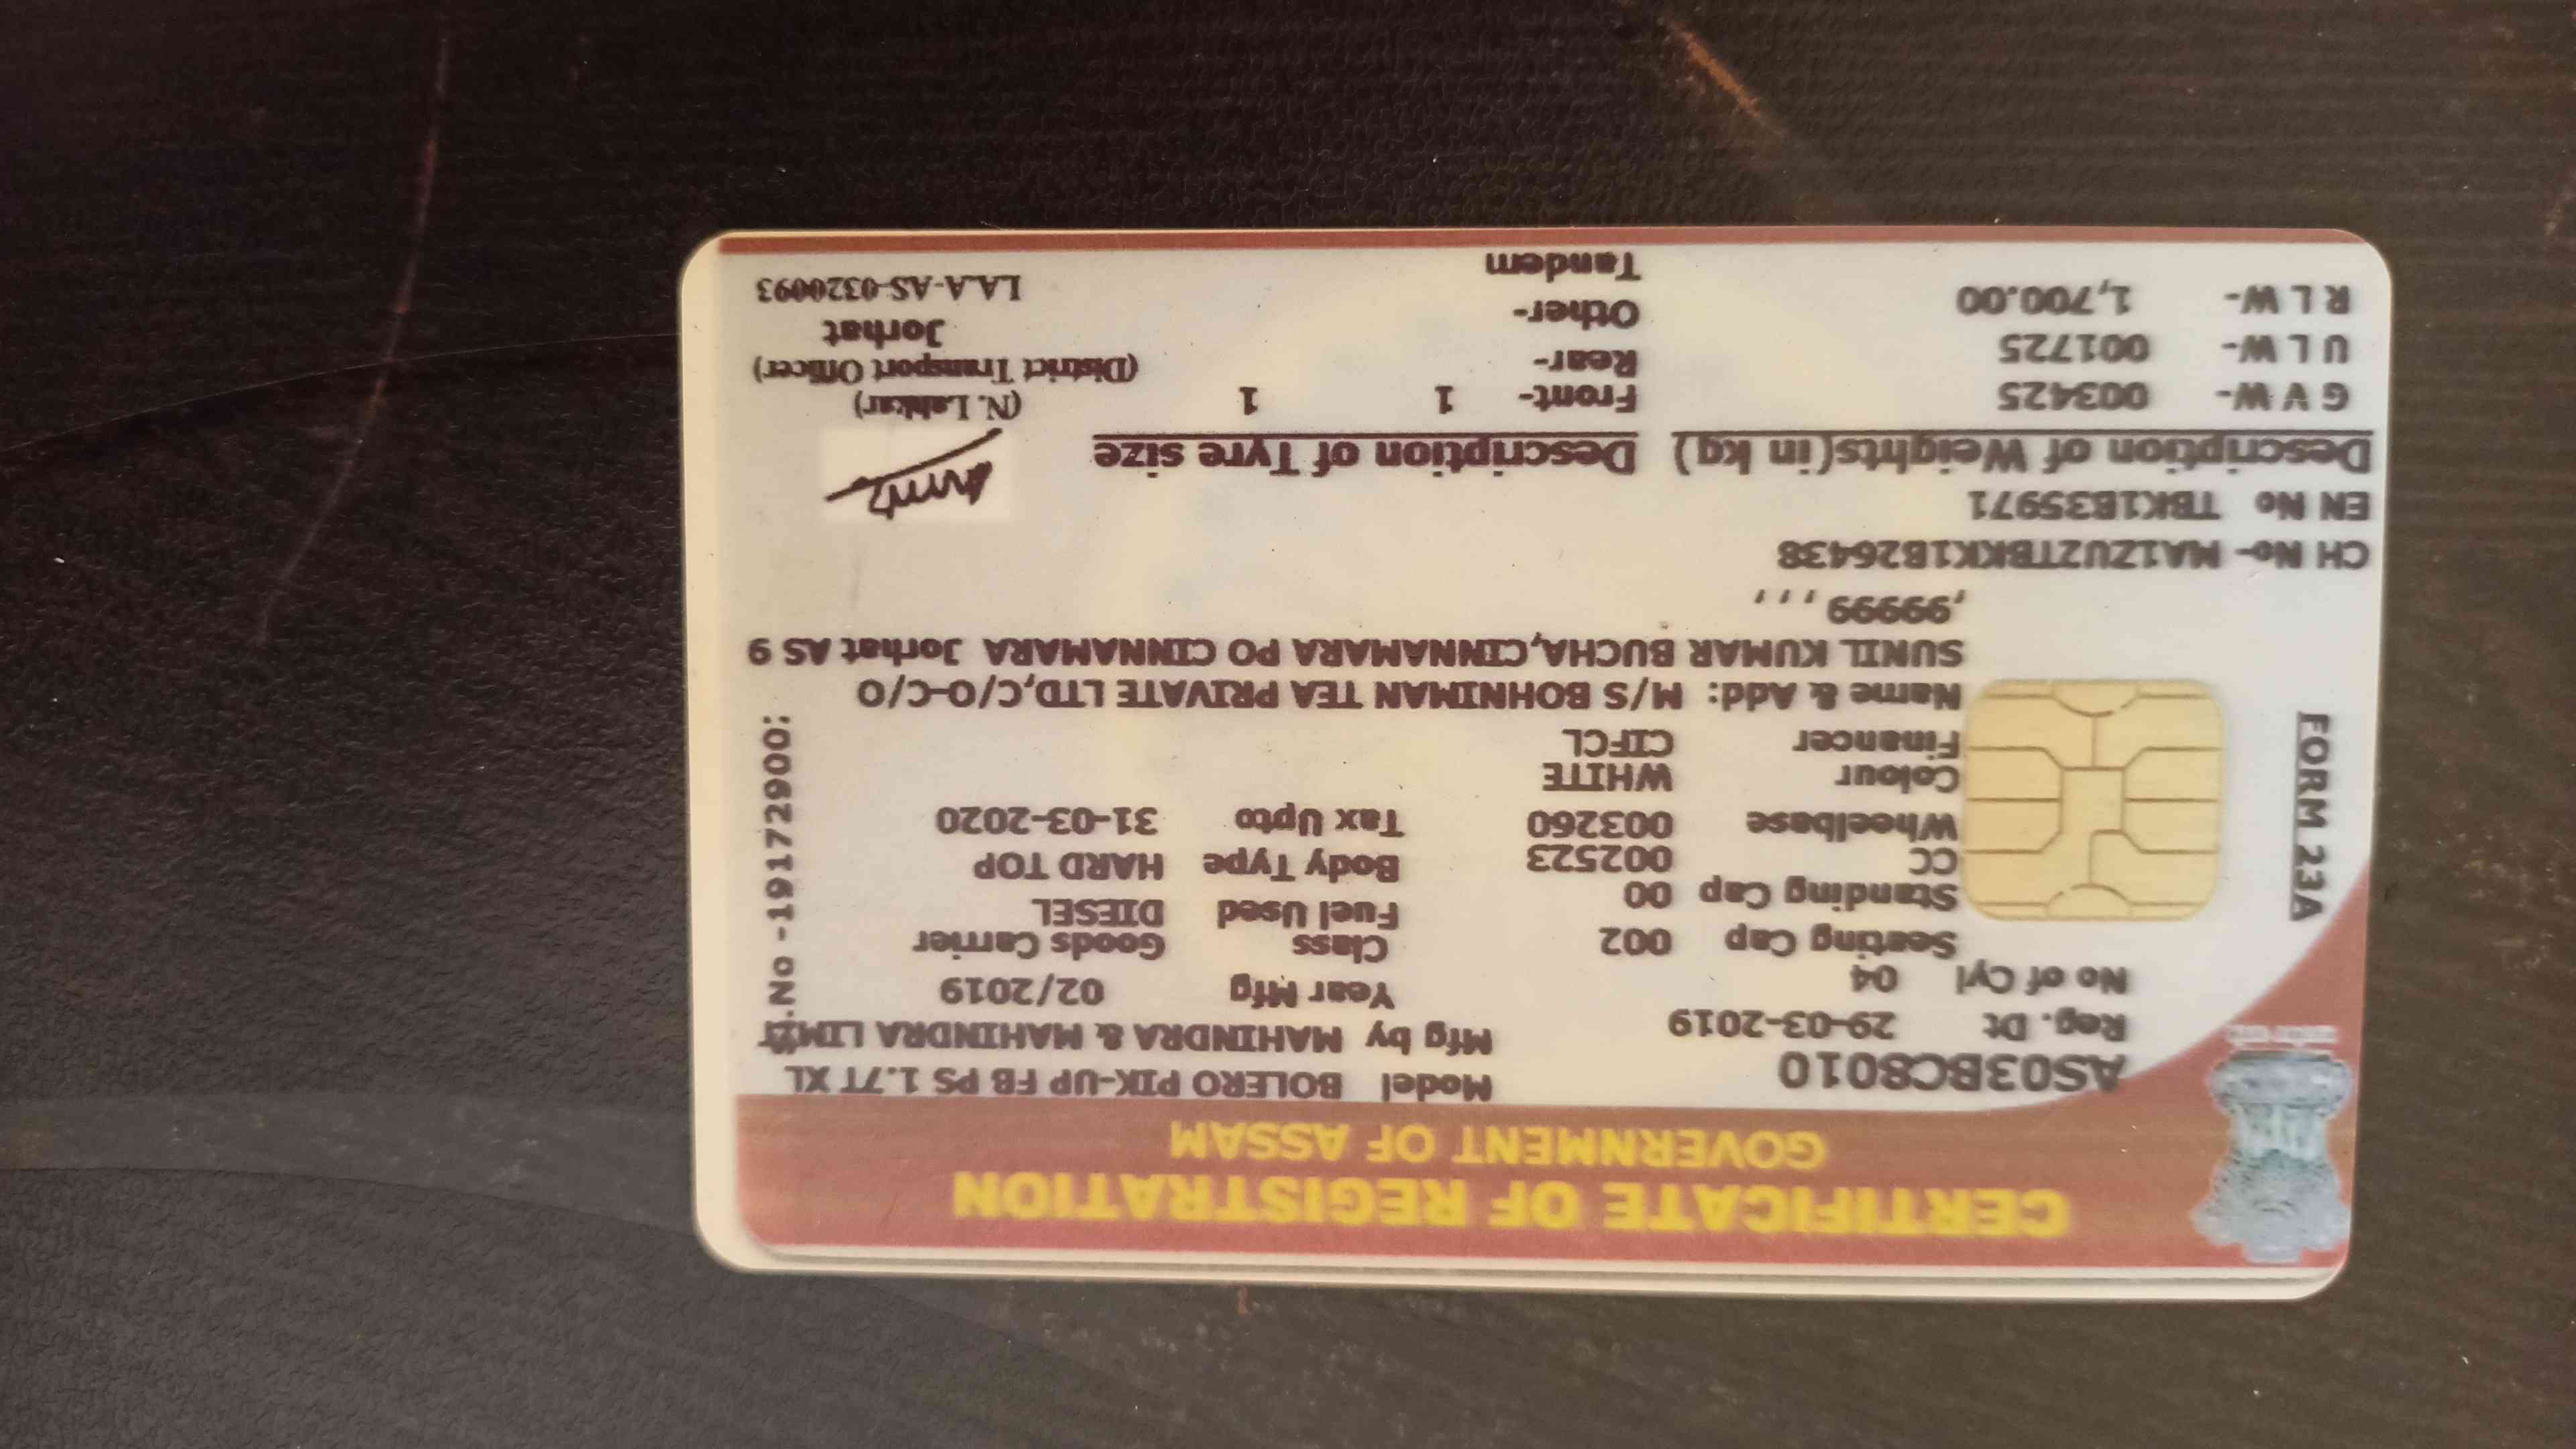 CERTIFICATE OF REGISTRATION
GOVERNMENT OF ASSAM
FORM 23A
AS03BC8010 Model BOLERO PIK-UP FB PS 1.7T XL
Reg. Dt 29-03-2019 Mfg by MAHINDRA & MAHINDRA
No of Cyl 04 Year Mfg 02/2019
Seating Cap 002 Class Goods Carrier
Standing Cap 00 Fuel Used DIESEL
CC 002523 Body Type HARD TOP
Wheelbase 003260 Tax Upto 31-03-2020
Colour WHITE
Financer CIFCL
.No -191172900:
Name & Add: M/S BOHNIMAN TEA PRIVATE LTD,C/O-C/O
SUNIL KUMAR BUCHA,CINNAMARA PO CINNAMARA Jorhat AS 9
,99999 , , ,
CH No- MA1ZU2TBKK1B26438
EN No TBK1B35971
Description of Weights(in kg) Description of Tyre size
G V W- 003425 Front- 1 1
U L W- 001725 Rear-
R L W- 1,700.00 Other-
Tandem
(N. Lahkar)
(District Transport Officer)
Jorhat
LA.A-AS-0320093